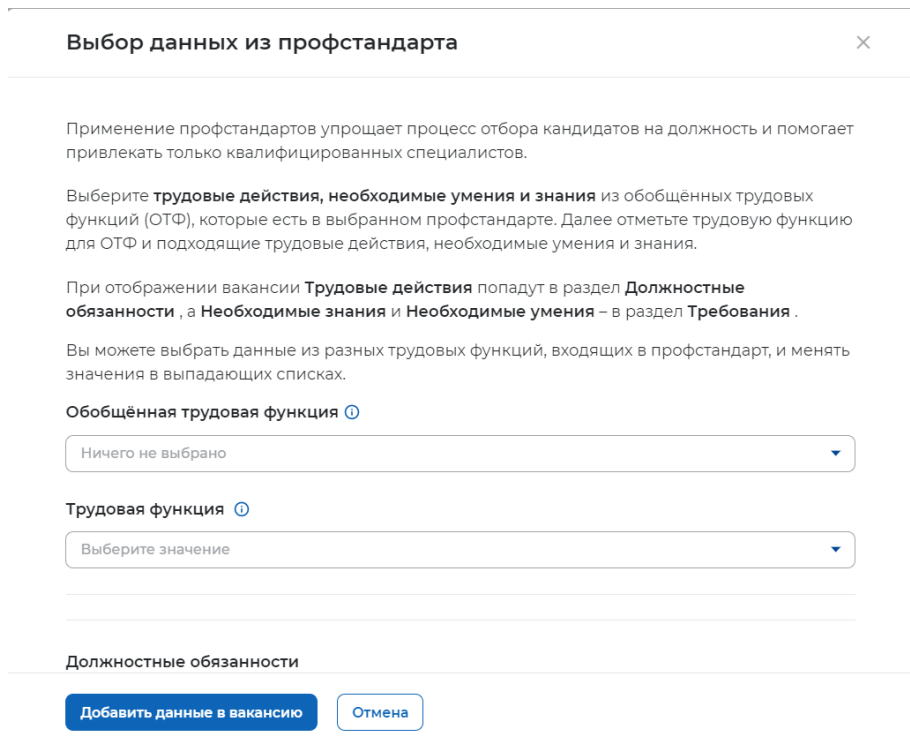 Выбор данных из профстандарта
Применение профстандартов упрощает процесс отбора кандидатов на должность и помогает
привлекать только квалифицированных специалистов.
Выберите трудовые действия, необходимые умения и знания из обобщённых трудовых
функций (ОТФ), которые есть в выбранном профстандарте. Далее отметьте трудовую функцию
для ОТФ и подходящие трудовые действия, необходимые умения и знания.
При отображении вакансии Трудовые действия попадут в раздел Должностные
обязанности , а Необходимые знания и Необходимые умения – в раздел Требования .
Вы можете выбрать данные из разных трудовых функций, входящих в профстандарт, и менять
значения в выпадающих списках.
Обобщённая трудовая функция
Ничего не выбрано
Трудовая функция
Выберите значение
Должностные обязанности
Добавить данные в вакансию Отмена